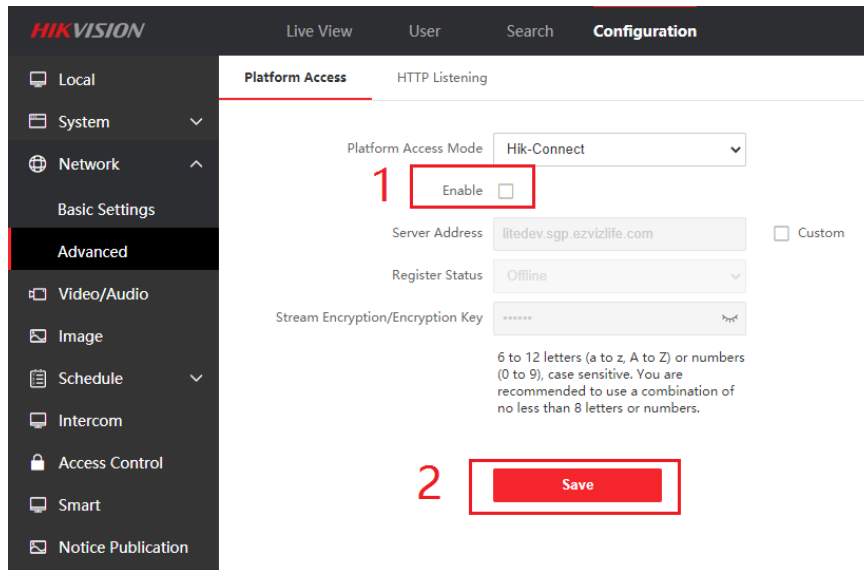 HIKVISION
Live View User Search Configuration
Local
System
Network
Basic Settings
Advanced
Video/Audio
Image
Schedule
Intercom
Access Control
Smart
Notice Publication
Platform Access HTTP Listening
Platform Access Mode Hik-Connect
1 Enable
Server Address litedev.sgp.ezvizlife.com Custom
Register Status Offline
Stream Encryption/Encryption Key ••••••
6 to 12 letters (a to z, A to Z) or numbers
(0 to 9), case sensitive. You are
recommended to use a combination of
no less than 8 letters or numbers.
2 Save